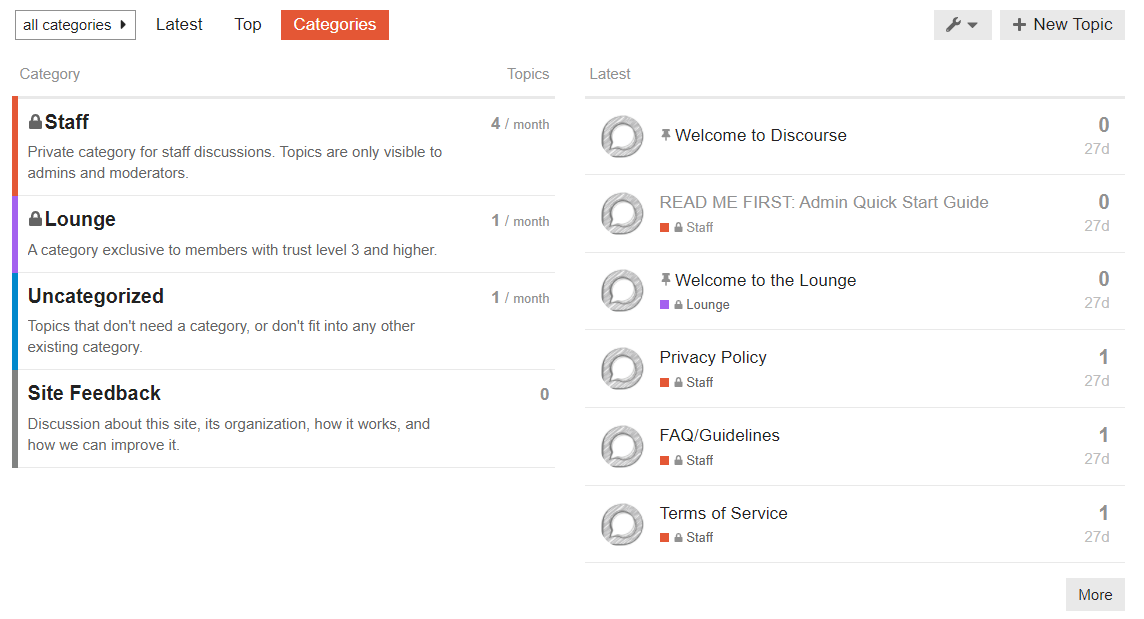 all categories Latest Top Categories New Topic
Category Topics
Staff 4 / month
Private category for staff discussions. Topics are only visible to
admins and moderators.
Lounge 1 / month
A category exclusive to members with trust level 3 and higher.
Uncategorized 1 / month
Topics that don't need a category, or don't fit into any other
existing category.
Site Feedback 0
Discussion about this site, its organization, how it works, and
how we can improve it.
Latest
Welcome to Discourse 0
27d
READ ME FIRST: Admin Quick Start Guide 0
Staff 27d
Welcome to the Lounge 0
Lounge 27d
Privacy Policy 1
Staff 27d
FAQ/Guidelines 1
Staff 27d
Terms of Service 1
Staff 27d
More